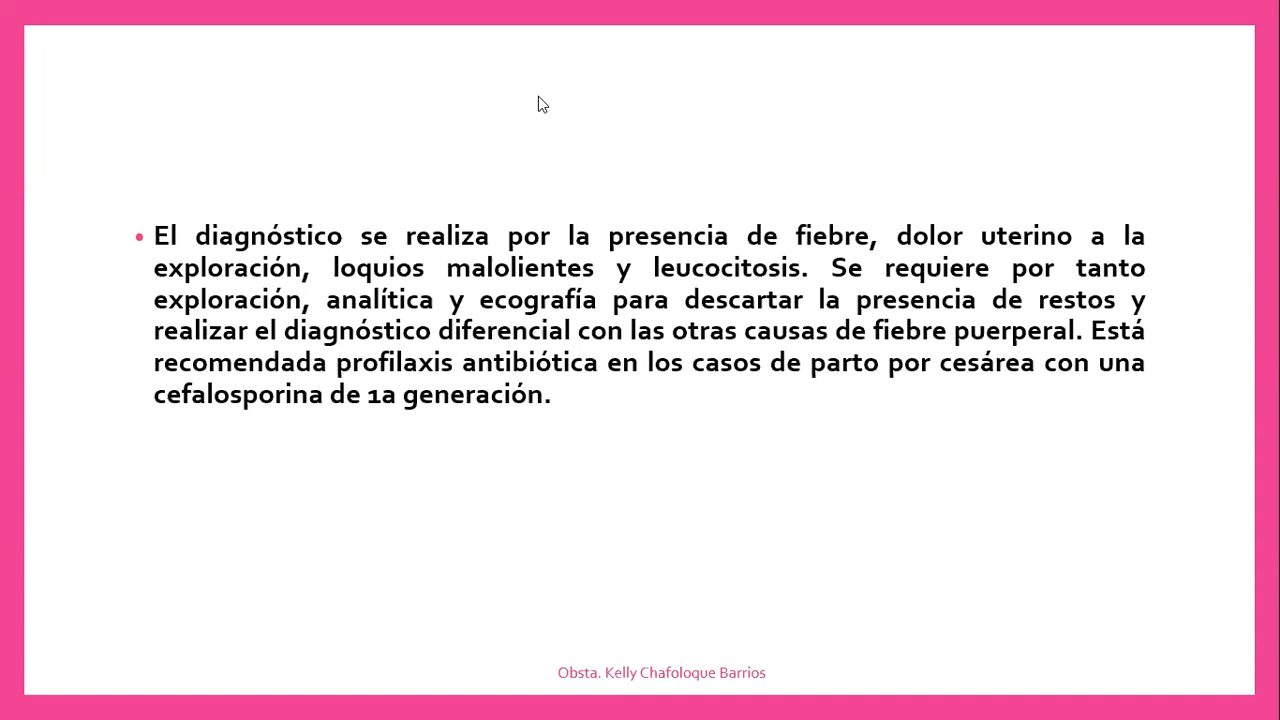 • El diagnóstico se realiza por la presencia de fiebre, dolor uterino a la
exploración, loquios malolientes y leucocitosis. Se requiere por tanto
exploración, analítica y ecografía para descartar la presencia de restos y
realizar el diagnóstico diferencial con las otras causas de fiebre puerperal. Está
recomendada profilaxis antibiótica en los casos de parto por cesárea con una
cefalosporina de 1a generación.
Obsta. Kelly Chafoloque Barrios